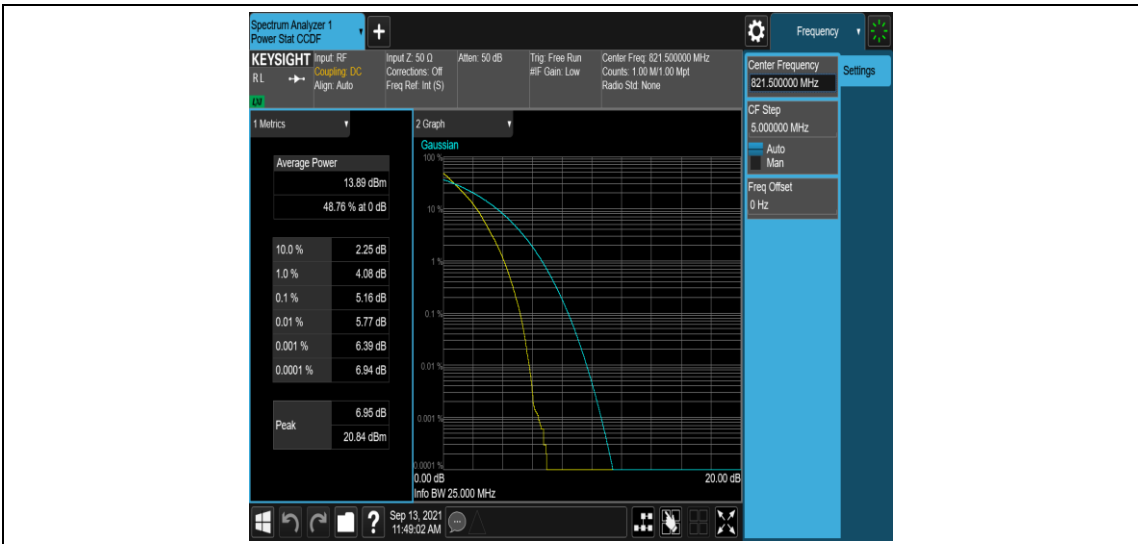 Spectrum Analyzer 1
Power Stat CCDF
+
Frequency
KEYSIGHT
RL
LXI
Input: RF
Coupling: DC
Align: Auto
Input Z: 50 Ω
Corrections: Off
Freq Ref: Int (S)
Atten: 50 dB
Trig: Free Run
#IF Gain: Low
Center Freq: 821.500000 MHz
Counts: 1.00 M/1.00 Mpt
Radio Std: None
Center Frequency
821.500000 MHz
Settings
CF Step
5.000000 MHz
Auto
Man
Freq Offset
0 Hz
1 Metrics
Average Power
13.89 dBm
48.76 % at 0 dB
10.0 % 2.25 dB
1.0 % 4.08 dB
0.1 % 5.16 dB
0.01 % 5.77 dB
0.001 % 6.39 dB
0.0001 % 6.94 dB
Peak
6.95 dB
20.84 dBm
2 Graph
Gaussian
100 %
10 %
1 %
0.1 %
0.01 %
0.001 %
0.0001 %
0.00 dB 20.00 dB
Info BW 25.000 MHz
?
Sep 13, 2021
11:49:02 AM